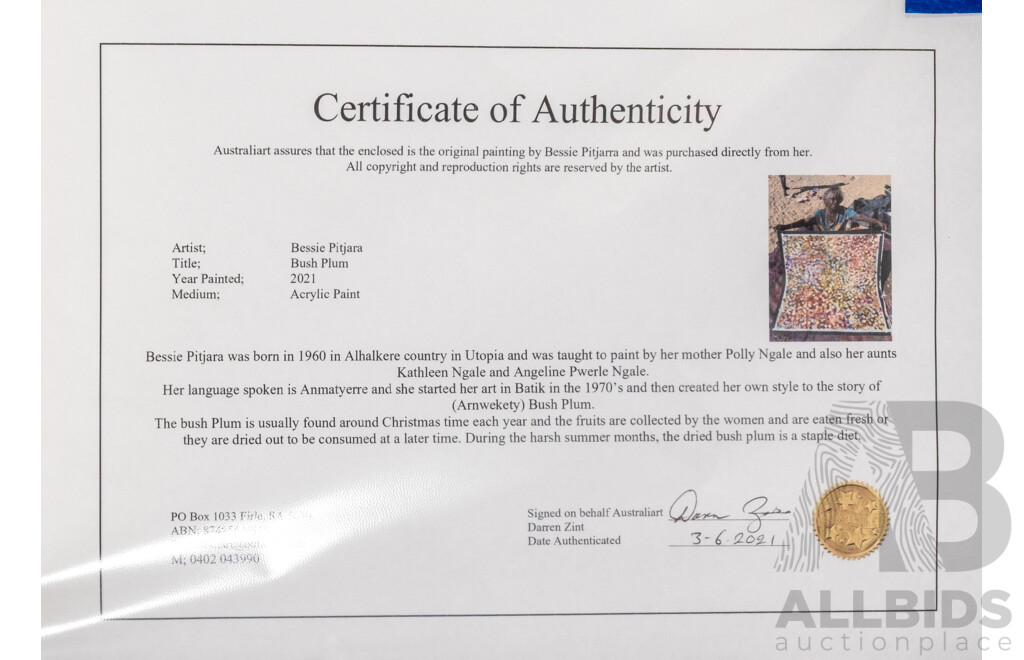 Certificate of Authenticity
Australiart assures that the enclosed is the original painting by Bessie Pitjarra and was purchased directly from her.
All copyright and reproduction rights are reserved by the artist.
Artist; Bessie Pitjara
Title; Bush Plum
Year Painted; 2021
Medium; Acrylic Paint
Bessie Pitjara was born in 1960 in Alhalkere country in Utopia and was taught to paint by her mother Polly Ngale and also her aunts
Kathleen Ngale and Angeline Pwerle Ngale.
Her language spoken is Anmatyerre and she started her art in Batik in the 1970's and then created her own style to the story of
(Arnwekety) Bush Plum.
The bush Plum is usually found around Christmas time each year and the fruits are collected by the women and are eaten fresh or
they are dried out to be consumed at a later time. During the harsh summer months, the dried bush plum is a staple diet.
PO Box 1033 Firle, SA
ABN:
M; 0402 043990
Signed on behalf Australiart
Darren Zint
Date Authenticated 3-6.2021
AB
ALLBIDS
auctionplace